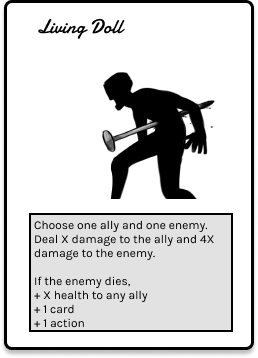 Living Doll
Choose one ally and one enemy.
Deal X damage to the ally and 4X
damage to the enemy.
If the enemy dies,
+ X health to any ally
+ 1 card
+ 1 action